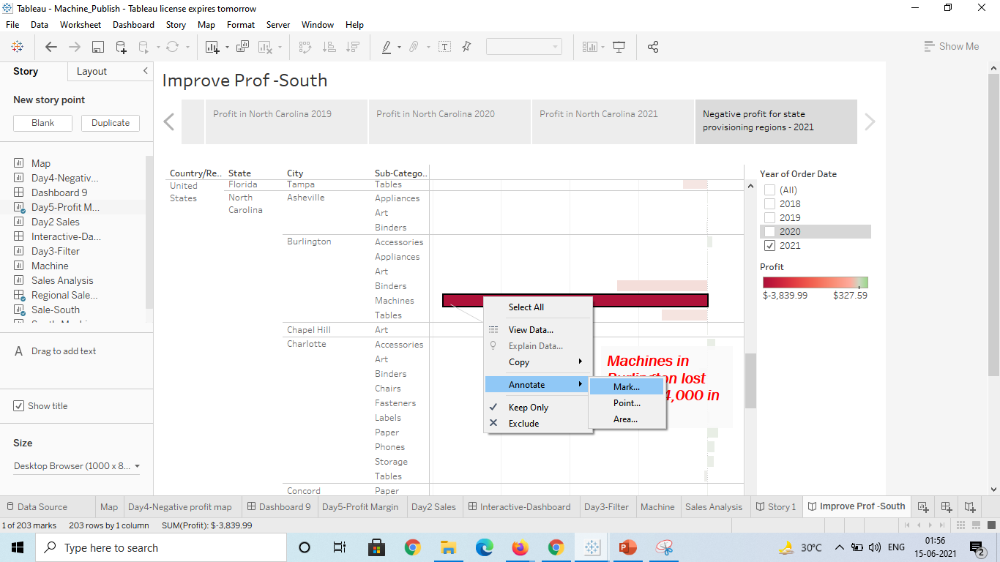 Tableau - Machine_Publish - Tableau license expires tomorrow
File Data Worksheet Dashboard Story Map Format Server Window Help
Show Me
Story Layout
New story point
Blank Duplicate
Map
Day4-Negativ...
Dashboard 9
Day5-Profit M...
Day2 Sales
Interactive-Da...
Day3-Filter
Machine
Sales Analysis
Regional Sale...
Sale-South
A Drag to add text
Show title
Size
Desktop Browser (1000 x 8...
Improve Prof -South
Profit in North Carolina 2019
Profit in North Carolina 2020
Profit in North Carolina 2021
Negative profit for state
provisioning regions - 2021
Country/Re.. State City Sub-Catego..
United Florida Tampa Tables
States North Asheville Appliances
Carolina
Art
Binders
Burlington Accessories
Appliances
Art
Binders
Machines
Tables
Chapel Hill Art
Charlotte Accessories
Art
Binders
Chairs
Fasteners
Labels
Paper
Phones
Storage
Tables
Concord Paper
Machines in
Burlington lost
4,000 in
Select All
View Data...
Explain Data...
Copy
Annotate
Keep Only
Exclude
Mark...
Point...
Area...
Year of Order Date
(All)
2018
2019
2020
2021
Profit
$-3,839.99 $327.59
Data Source Map Day4-Negative profit map Dashboard 9 Day5-Profit Margin Day2 Sales Interactive-Dashboard Day3-Filter Machine Sales Analysis Story 1 Improve Prof -South
1 of 203 marks 203 rows by 1 column SUM(Profit): $-3,839.99
Type here to search
30°C ENG 01:56
15-06-2021
2